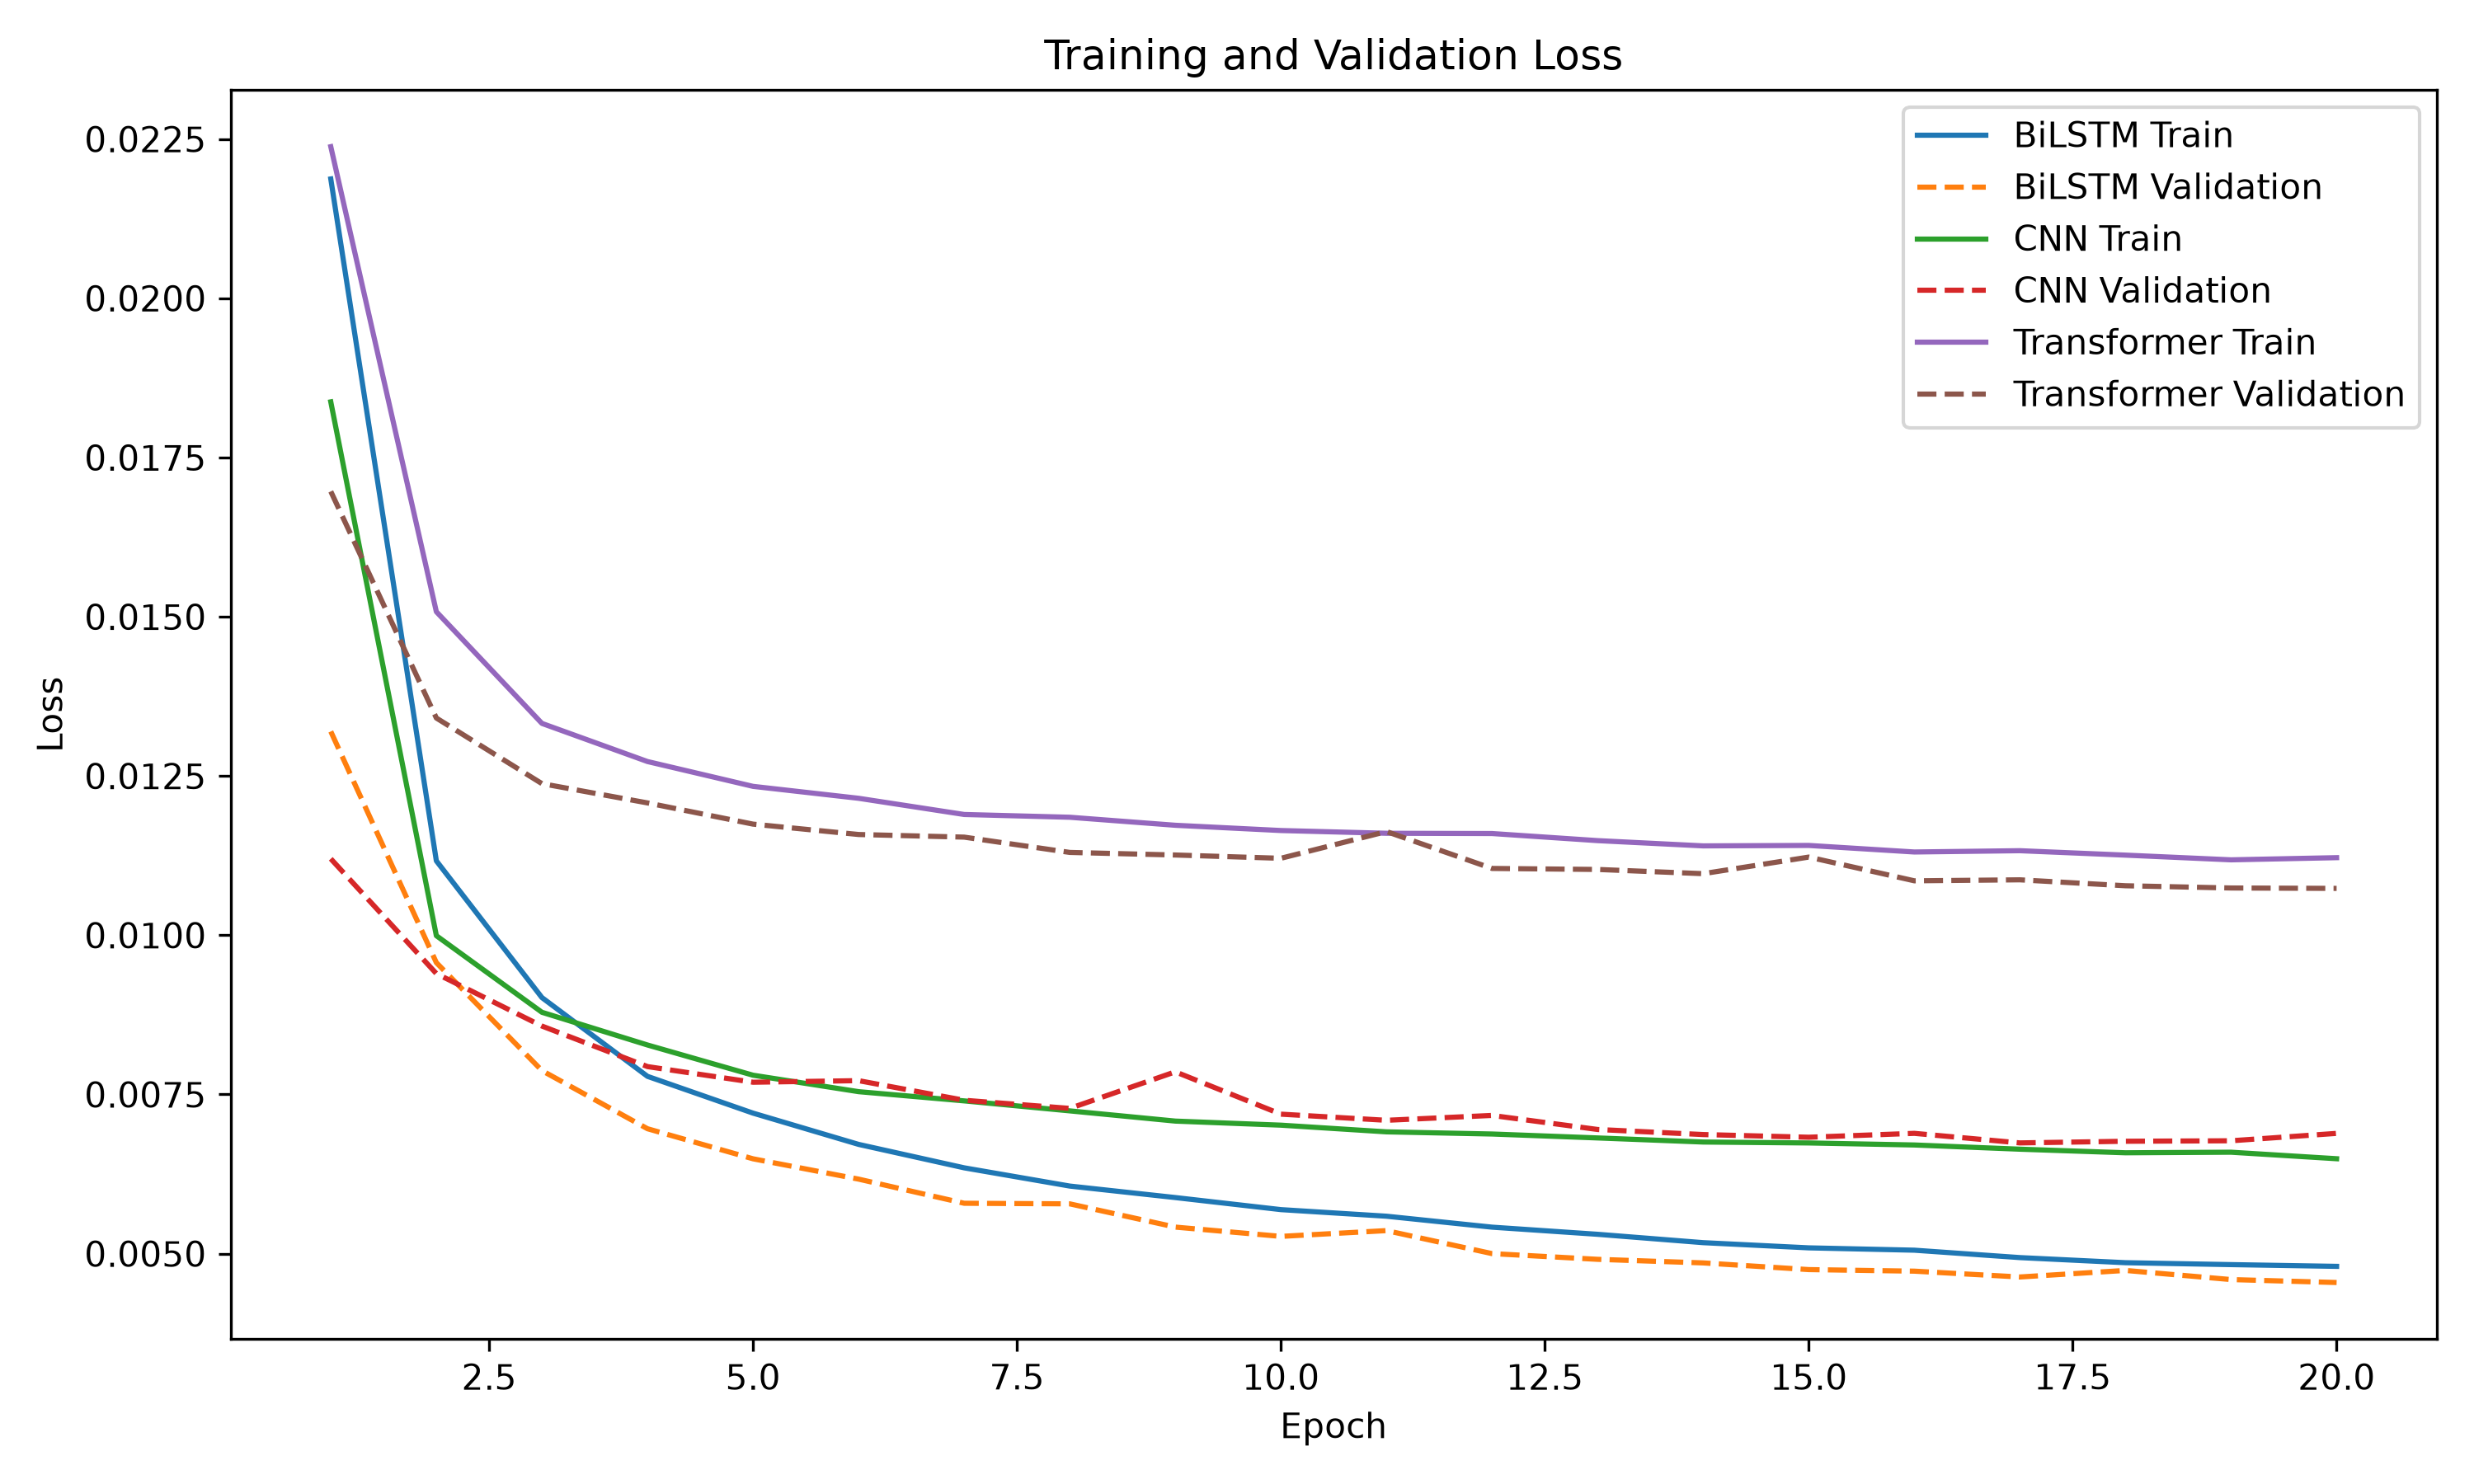 Training and Validation Loss
BiLSTM Train
BiLSTM Validation
CNN Train
CNN Validation
Transformer Train
Transformer Validation
Loss
0.0225
0.0200
0.0175
0.0150
0.0125
0.0100
0.0075
0.0050
2.5 5.0 7.5 10.0 12.5 15.0 17.5 20.0
Epoch